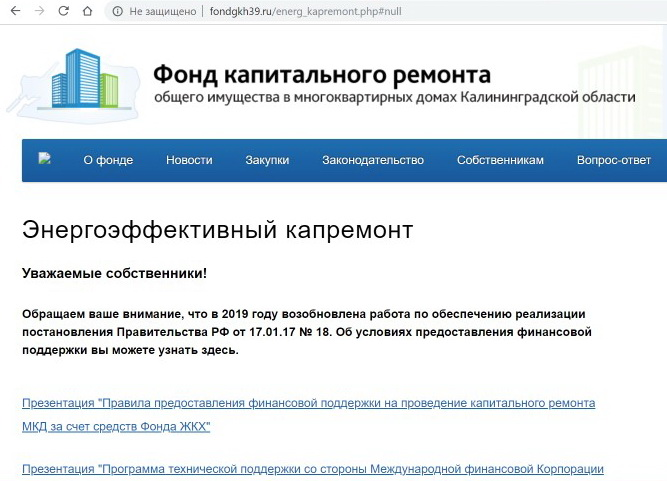 Не защищено | fondgkh39.ru/energ_kapremont.php#null
Фонд капитального ремонта
общего имущества в многоквартирных домах Калининградской области
О фонде Новости Закупки Законодательство Собственникам Вопрос-ответ
Энергоэффективный капремонт
Уважаемые собственники!
Обращаем ваше внимание, что в 2019 году возобновлена работа по обеспечению реализации
постановления Правительства РФ от 17.01.17 № 18. Об условиях предоставления финансовой
поддержки вы можете узнать здесь.
Презентация "Правила предоставления финансовой поддержки на проведение капитального ремонта
МКД за счет средств Фонда ЖКХ"
Презентация "Программа технической поддержки со стороны Международной финансовой Корпорации